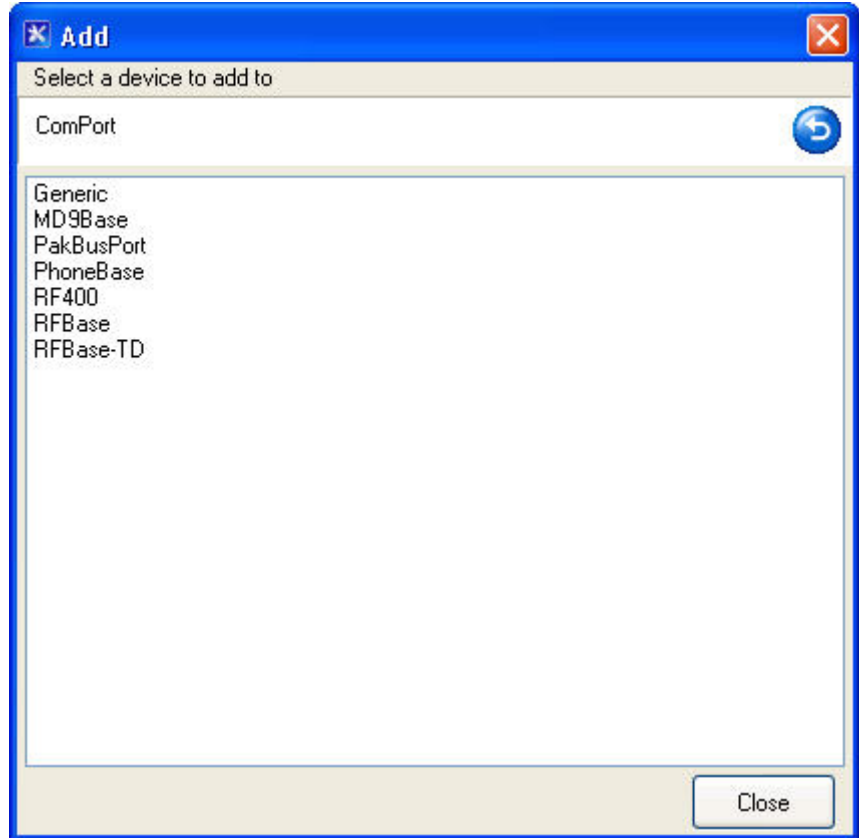 Add
Select a device to add to
ComPort
Generic
MD9Base
PakBusPort
PhoneBase
RF400
RFBase
RFBase-TD
Close